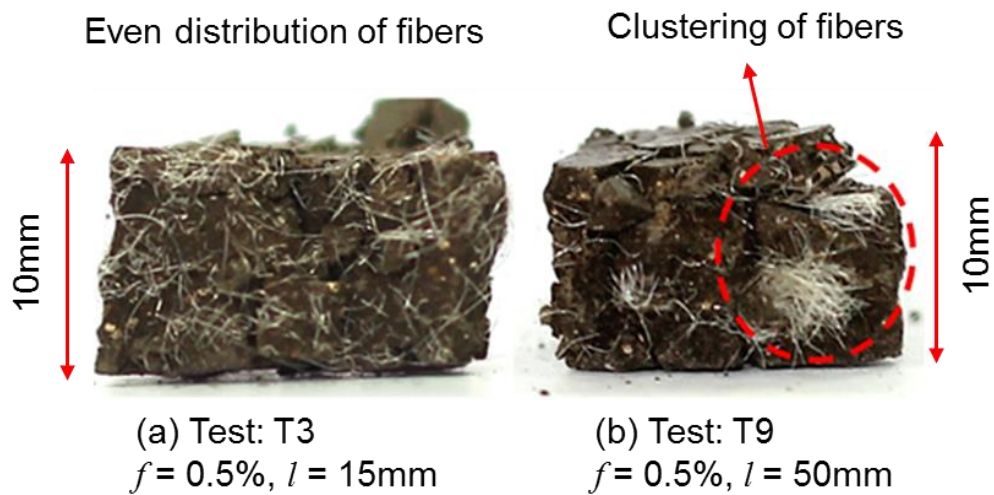 Even distribution of fibers
Clustering of fibers
10mm
10mm
(a) Test: T3
f = 0.5%, l = 15mm
(b) Test: T9
f = 0.5%, l = 50mm